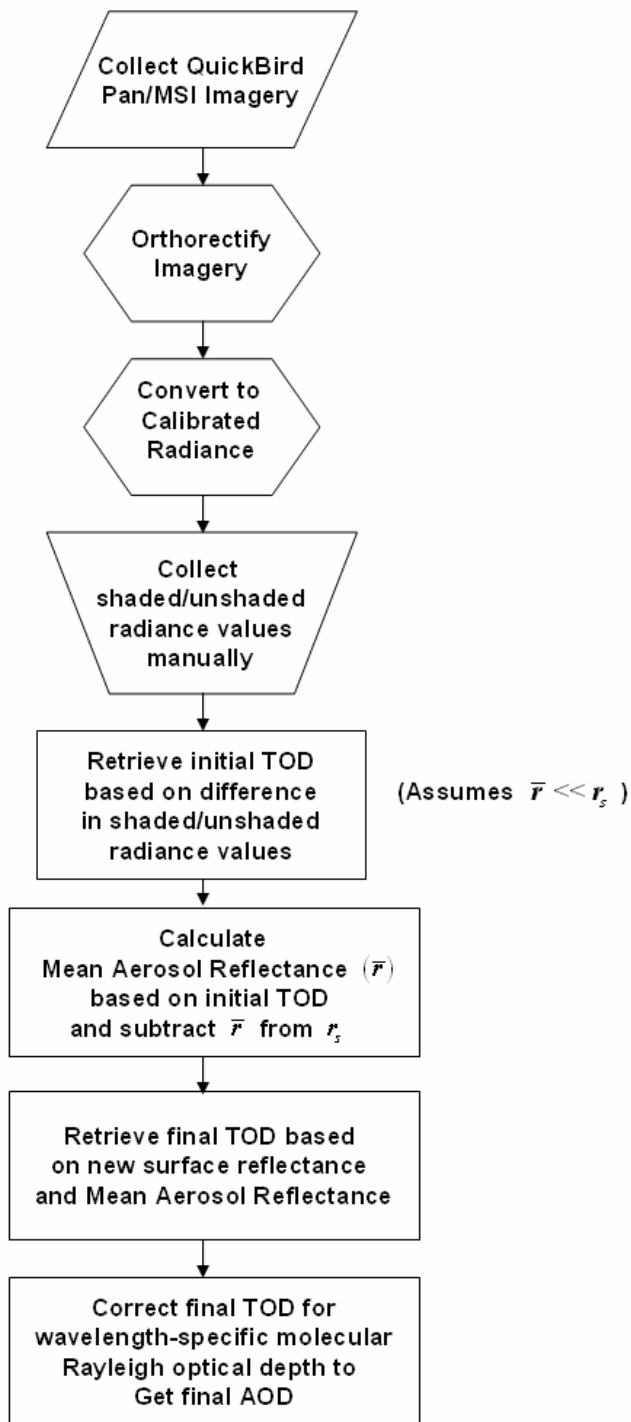 Collect QuickBird
Pan/MSI Imagery
Orthorectify
Imagery
Convert to
Calibrated
Radiance
Collect
shaded/unshaded
radiance values
manually
Retrieve initial TOD
based on difference
in shaded/unshaded
radiance values
(Assumes r̅ << rₛ )
Calculate
Mean Aerosol Reflectance (r̅)
based on initial TOD
and subtract r̅ from rₛ
Retrieve final TOD based
on new surface reflectance
and Mean Aerosol Reflectance
Correct final TOD for
wavelength-specific molecular
Rayleigh optical depth to
Get final AOD